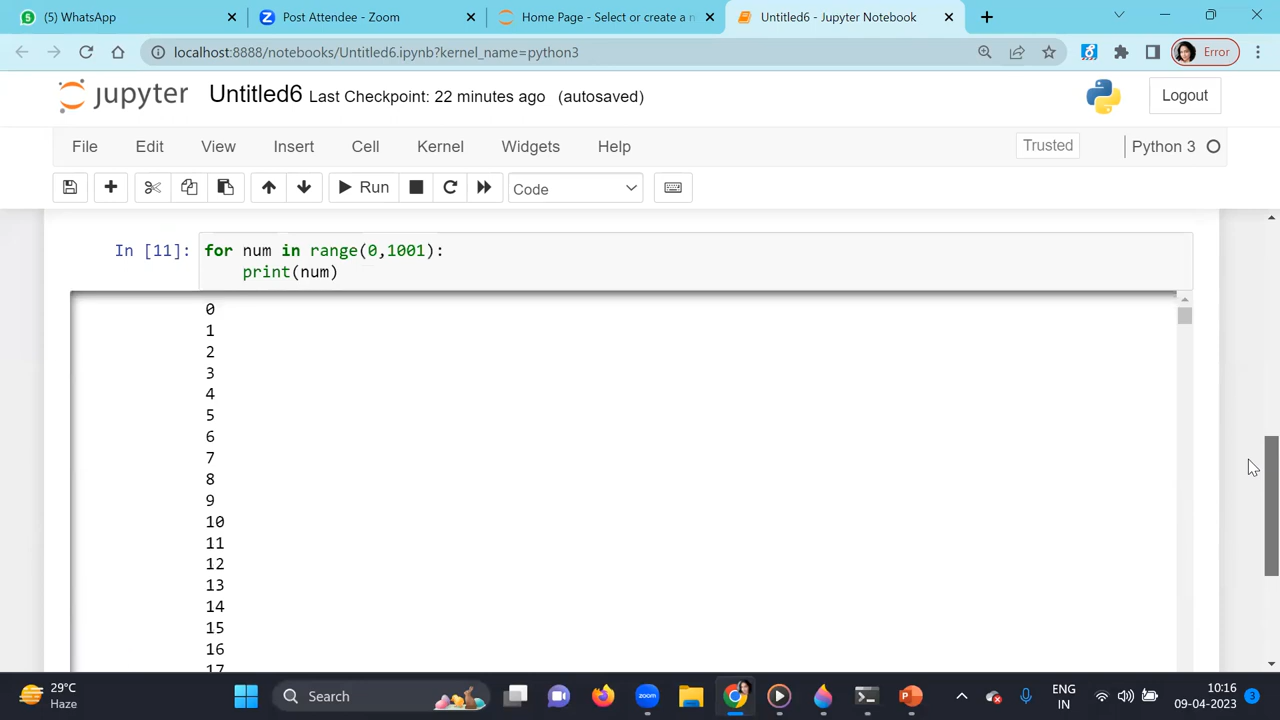 (5) WhatsApp
Post Attendee - Zoom
Home Page - Select or create a n
Untitled6 - Jupyter Notebook
localhost:8888/notebooks/Untitled6.ipynb?kernel_name=python3
Error
jupyter Untitled6 Last Checkpoint: 22 minutes ago (autosaved)
Logout
File Edit View Insert Cell Kernel Widgets Help
Trusted
Python 3
Run
Code
In [11]: for num in range(0,1001):
print(num)
0
1
2
3
4
5
6
7
8
9
10
11
12
13
14
15
16
17
29°C
Haze
Search
zoom
ENG
IN
10:16
09-04-2023
3